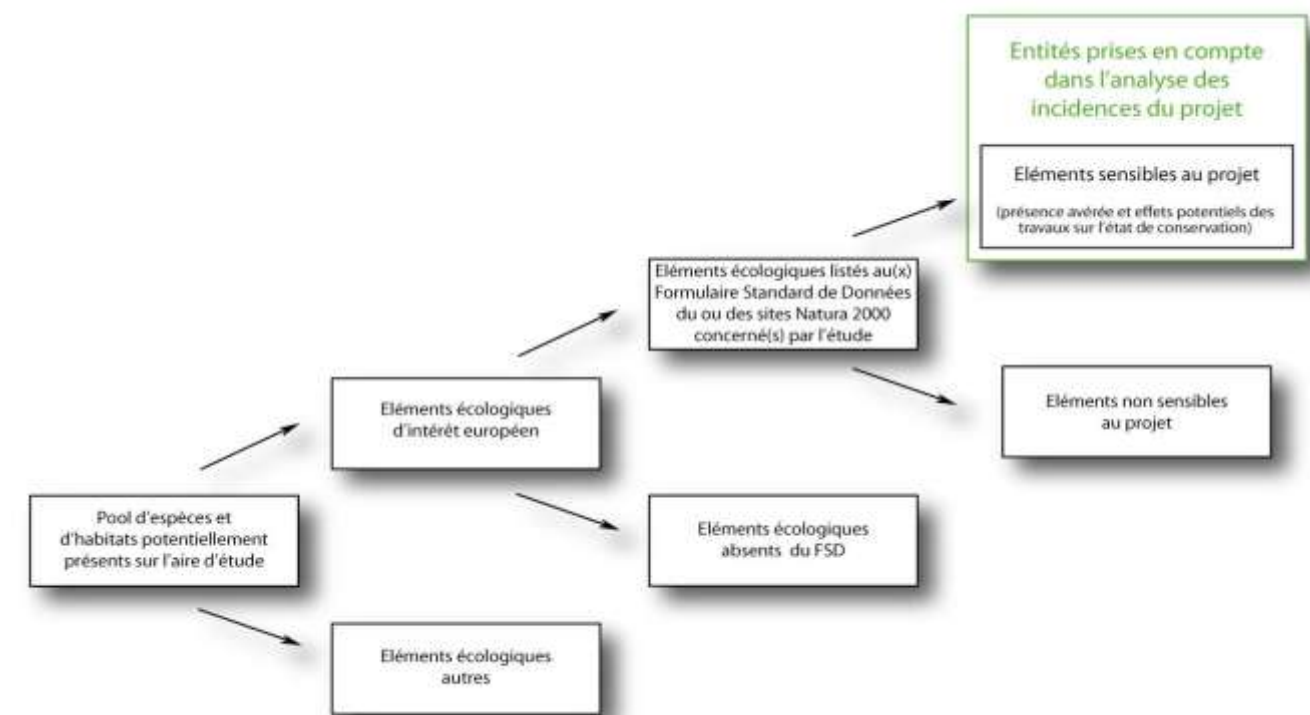 Entités prises en compte
dans l'analyse des
incidences du projet
Eléments sensibles au projet
(présence avérée et effets potentiels des
travaux sur l'état de conservation)
Eléments écologiques listés au(x)
Formulaire Standard de Données
du ou des sites Natura 2000
concerné(s) par l'étude
Eléments non sensibles
au projet
Eléments écologiques
d'intérêt européen
Eléments écologiques
absents du FSD
Pool d'espèces et
d'habitats potentiellement
présents sur l'aire d'étude
Eléments écologiques
autres